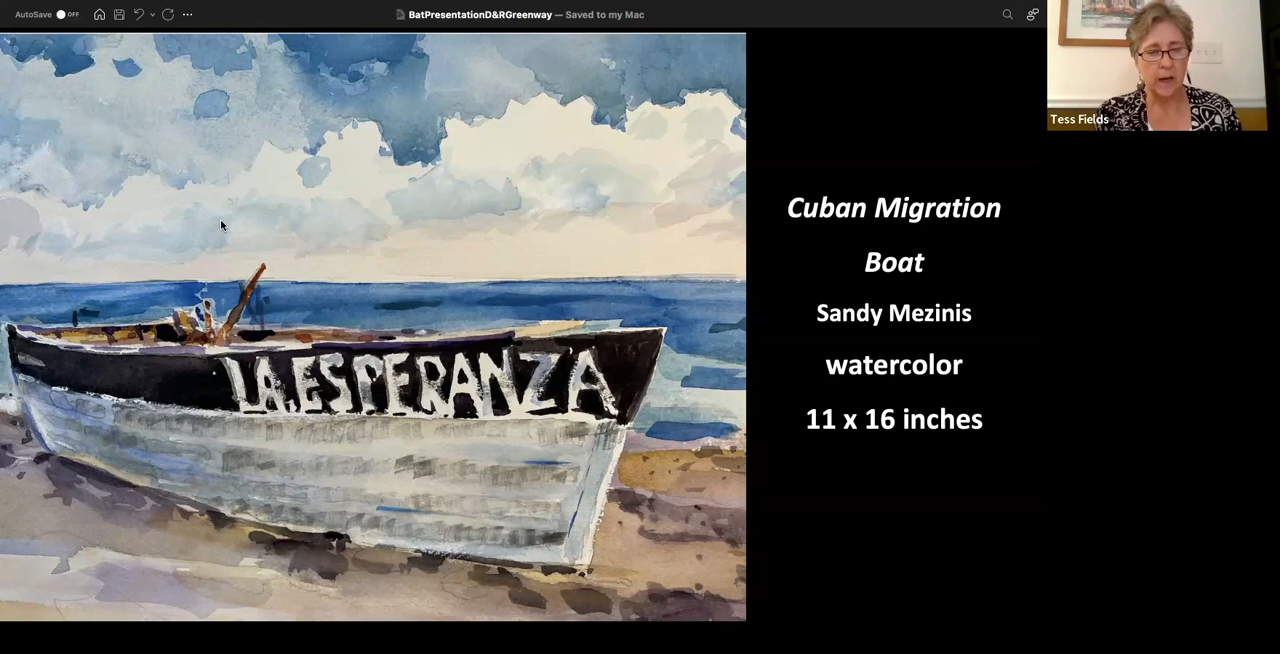 AutoSave OFF
BatPresentationD&RGreenway — Saved to my Mac
Tess Fields
Cuban Migration
Boat
Sandy Mezinis
watercolor
11 x 16 inches
LA ESPERANZA